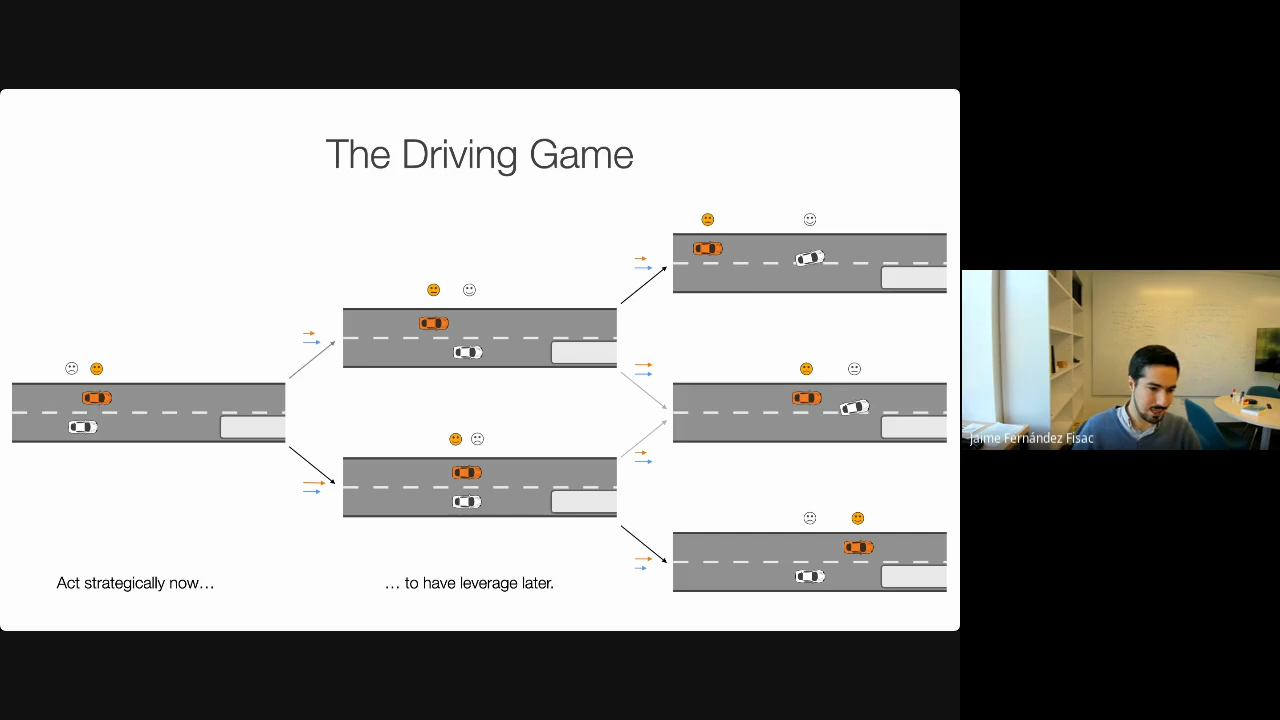 The Driving Game
Act strategically now…
… to have leverage later.
Jaime Fernández Fisac